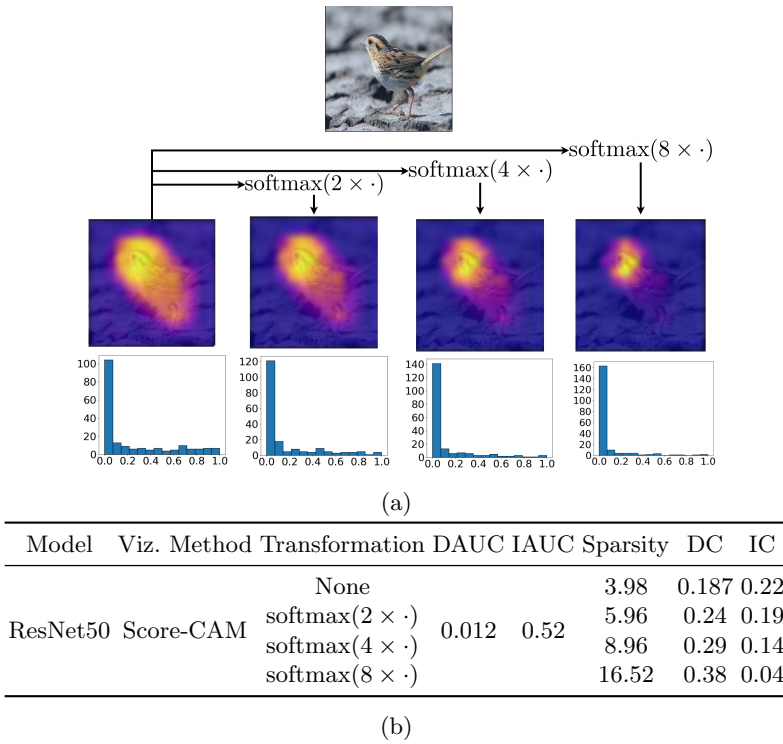 softmax(8 × ·)
softmax(4 × ·)
softmax(2 × ·)
100
80
60
40
20
0
0.0 0.2 0.4 0.6 0.8 1.0
120
100
80
60
40
20
0
0.0 0.2 0.4 0.6 0.8 1.0
140
120
100
80
60
40
20
0
0.0 0.2 0.4 0.6 0.8 1.0
160
140
120
100
80
60
40
20
0
0.0 0.2 0.4 0.6 0.8 1.0
(a)
Model Viz. Method Transformation DAUC IAUC Sparsity DC IC
None 3.98 0.187 0.22
softmax(2 × ·) 5.96 0.24 0.19
ResNet50 Score-CAM 0.012 0.52
softmax(4 × ·) 8.96 0.29 0.14
softmax(8 × ·) 16.52 0.38 0.04
(b)